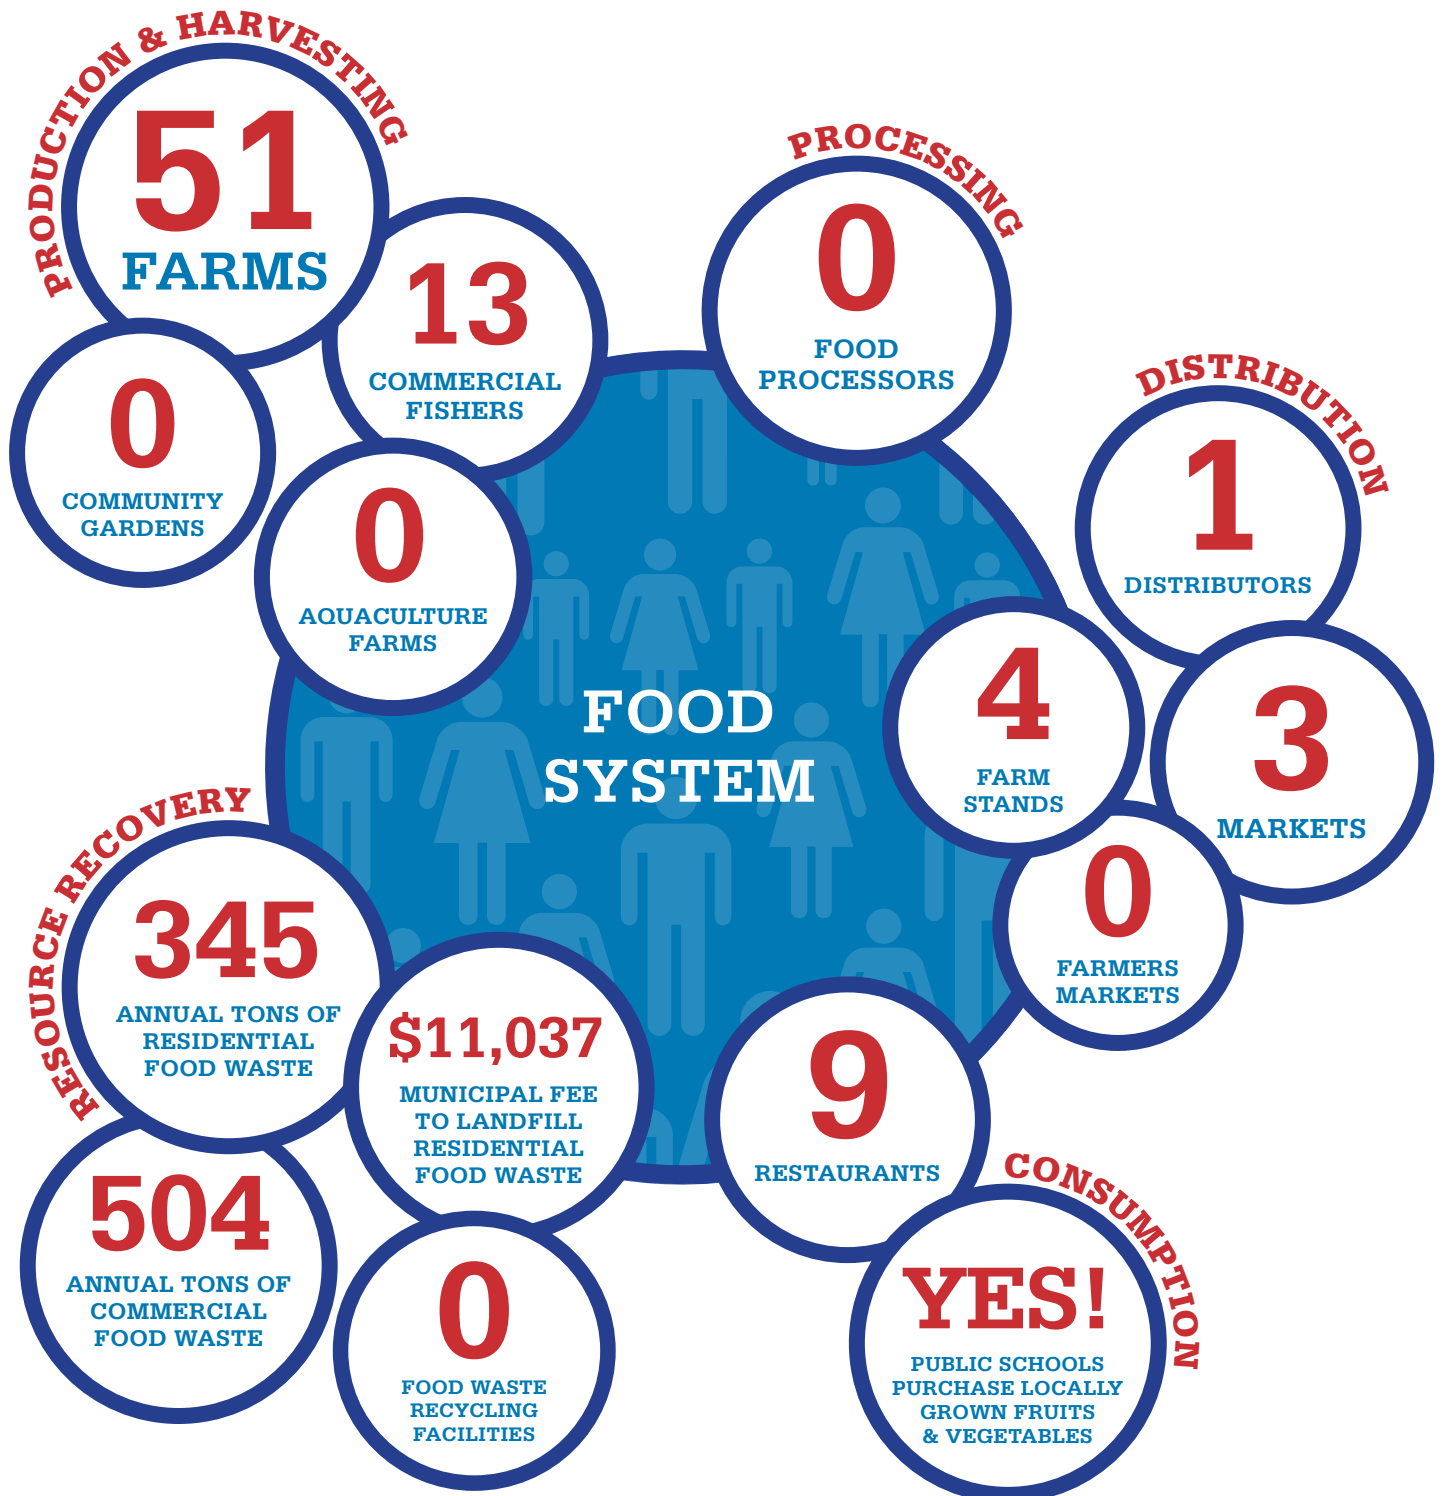 PRODUCTION & HARVESTING
51
FARMS
13
COMMERCIAL
FISHERS
0
COMMUNITY
GARDENS
0
AQUACULTURE
FARMS
PROCESSING
0
FOOD
PROCESSORS
DISTRIBUTION
1
DISTRIBUTORS
4
FARM
STANDS
3
MARKETS
0
FARMERS
MARKETS
FOOD
SYSTEM
RESOURCE RECOVERY
345
ANNUAL TONS OF
RESIDENTIAL
FOOD WASTE
$11,037
MUNICIPAL FEE
TO LANDFILL
RESIDENTIAL
FOOD WASTE
504
ANNUAL TONS OF
COMMERCIAL
FOOD WASTE
0
FOOD WASTE
RECYCLING
FACILITIES
9
RESTAURANTS
CONSUMPTION
YES!
PUBLIC SCHOOLS
PURCHASE LOCALLY
GROWN FRUITS
& VEGETABLES